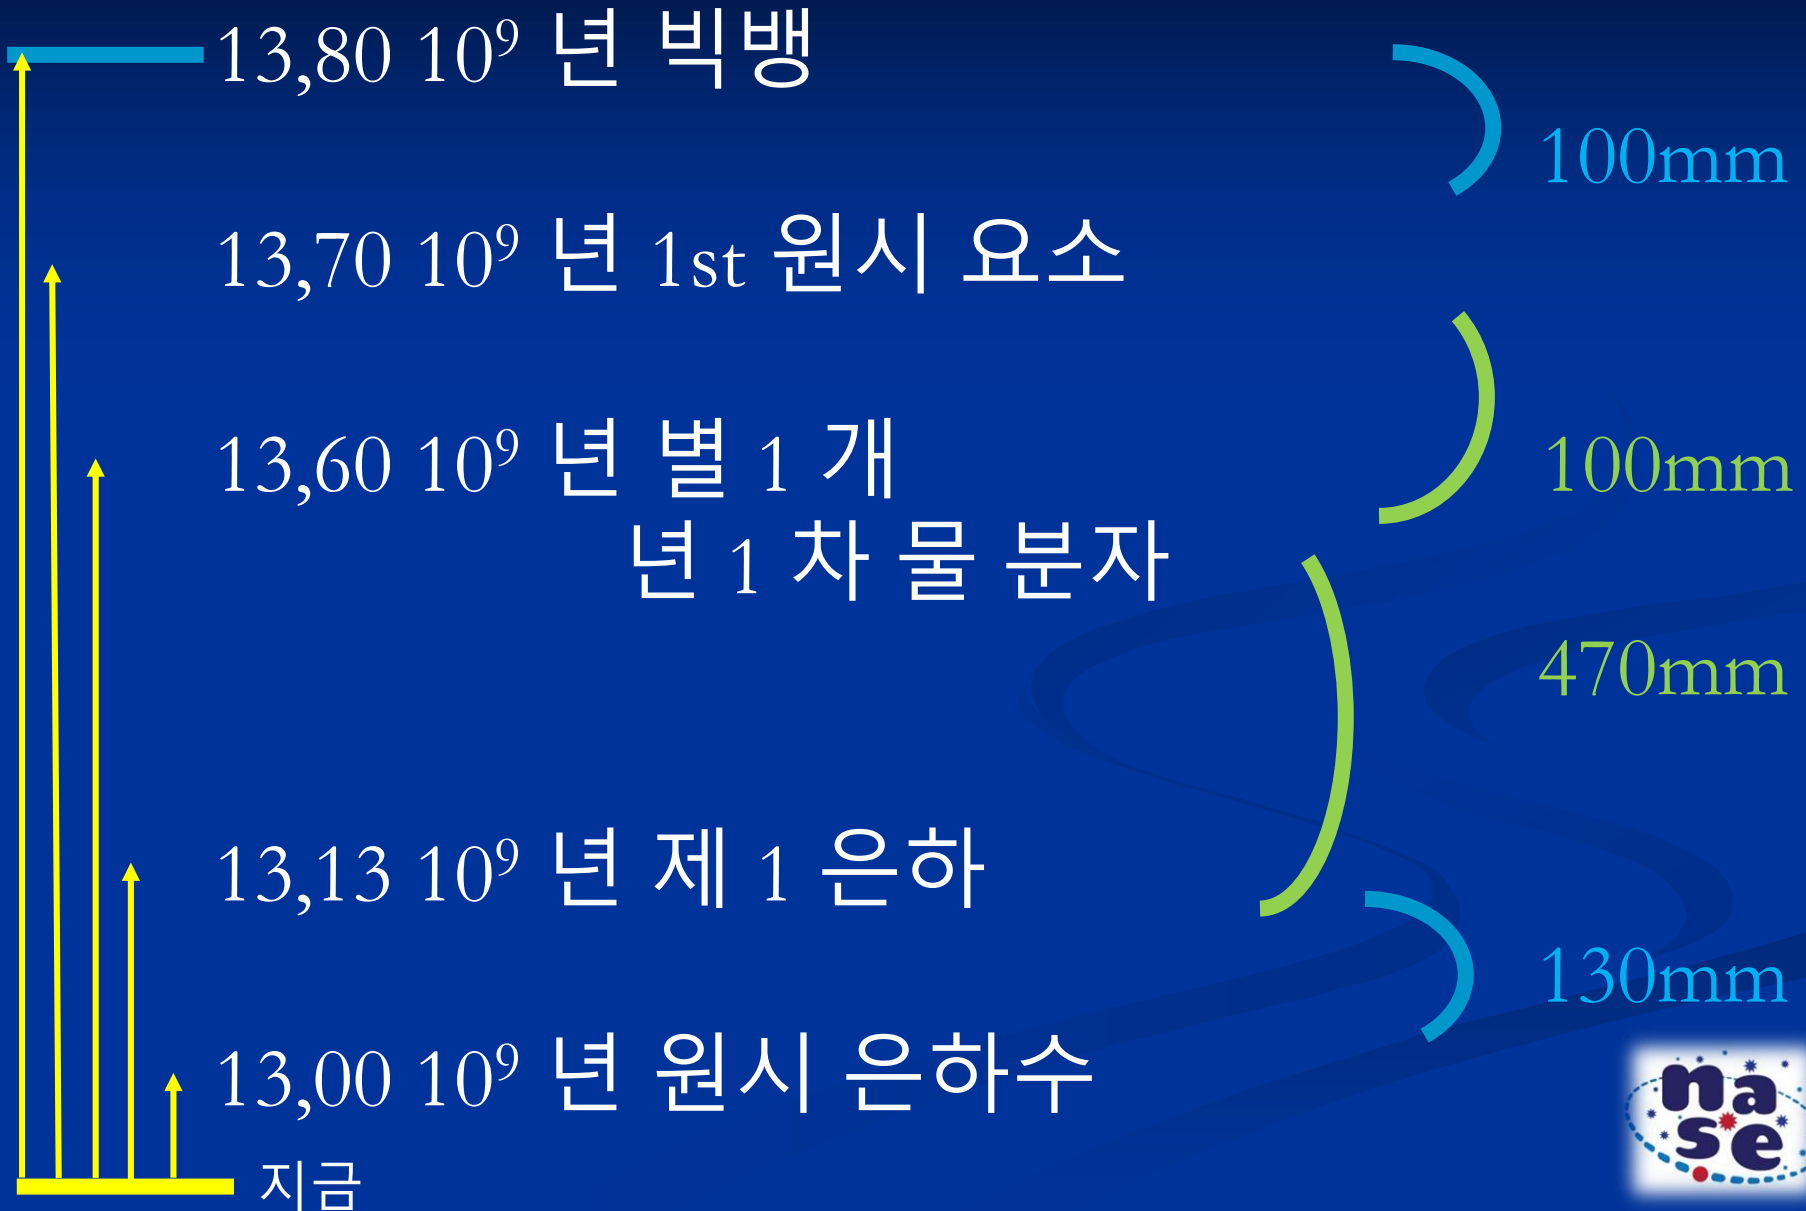 13,80 10⁹ 년 빅뱅
100mm
13,70 10⁹ 년 1st 원시 요소
13,60 10⁹ 년 별 1 개
100mm
년 1 차 물 분자
470mm
13,13 10⁹ 년 제 1 은하
130mm
13,00 10⁹ 년 원시 은하수
지금
na
se